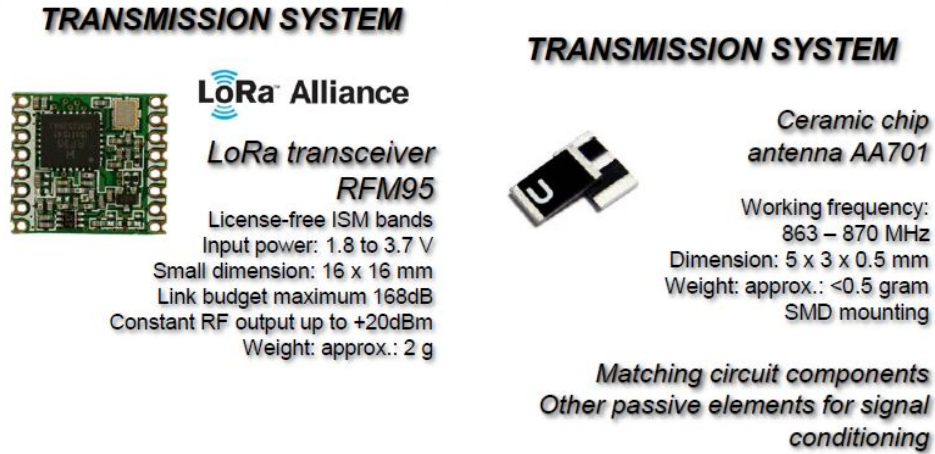 TRANSMISSION SYSTEM
LoRa Alliance
LoRa transceiver
RFM95
License-free ISM bands
Input power: 1.8 to 3.7 V
Small dimension: 16 x 16 mm
Link budget maximum 168dB
Constant RF output up to +20dBm
Weight: approx.: 2 g
TRANSMISSION SYSTEM
U
Ceramic chip
antenna AA701
Working frequency:
863 – 870 MHz
Dimension: 5 x 3 x 0.5 mm
Weight: approx.: <0.5 gram
SMD mounting
Matching circuit components
Other passive elements for signal
conditioning